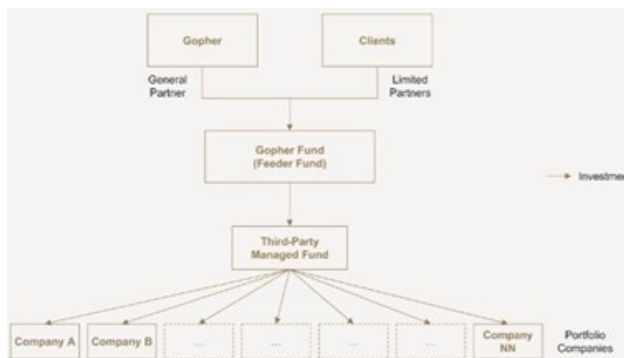 Gopher
Clients
General
Partner
Limited
Partners
Gopher Fund
(Feeder Fund)
Investment
Third-Party
Managed Fund
Company A
Company B
...
...
...
...
Company
NN
Portfolio
Companies